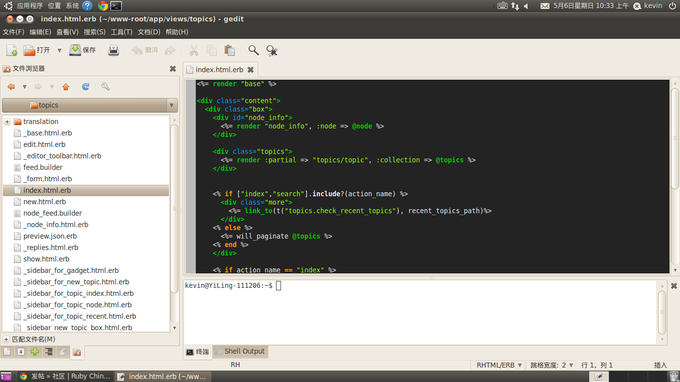 应用程序 位置 系统 5月6日星期日 10:33 上午 kevin
index.html.erb (~/www-root/app/views/topics) - gedit
文件(F) 编辑(E) 查看(V) 搜索(S) 工具(T) 文档(D) 帮助(H)
打开 保存 撤消
文件浏览器
topics
translation
_base.html.erb
edit.html.erb
_editor_toolbar.html.erb
feed.builder
_form.html.erb
index.html.erb
new.html.erb
node_feed.builder
_node_info.html.erb
preview.json.erb
_replies.html.erb
show.html.erb
_sidebar_for_gadget.html.erb
_sidebar_for_new_topic.html.erb
_sidebar_for_topic_index.html.erb
_sidebar_for_topic_node.html.erb
_sidebar_for_topic_recent.html.erb
_sidebar_new_topic_box.html.erb
匹配文件名(M)
index.html.erb
<%= render "base" %>
<div class="content">
<div class="box">
<div id="node_info">
<%= render "node_info", :node => @node %>
</div>
<div class="topics">
<%= render :partial => "topics/topic", :collection => @topics %>
</div>
<% if ["index","search"].include?(action_name) %>
<div class="more">
<%= link_to(t("topics.check_recent_topics"), recent_topics_path)%>
</div>
<% else %>
<%= will_paginate @topics %>
<% end %>
</div>
<% if action_name == "index" %>
kevin@YiLing-111206:~$
终端 Shell Output
RH RHTML/ERB 跳格宽度: 2 行 1, 列 1 插入
发帖 » 社区 | Ruby Chin... index.html.erb (~/ww...